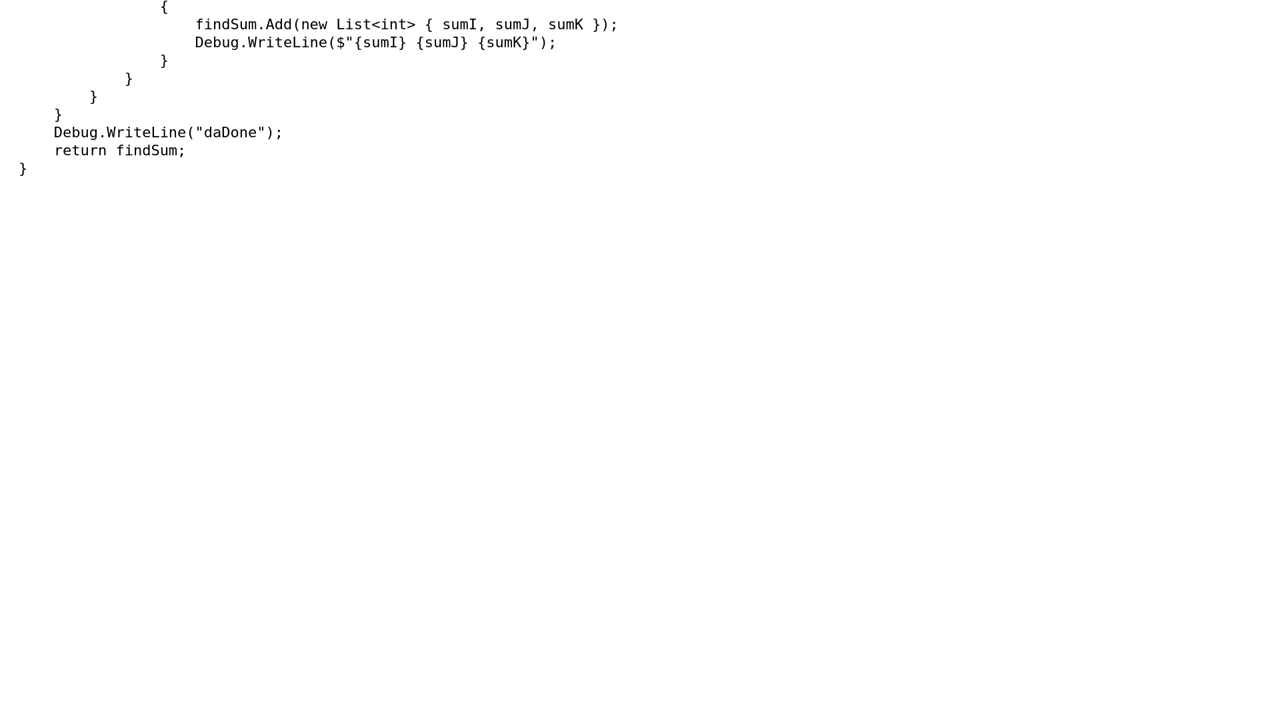 {
findSum.Add(new List<int> { sumI, sumJ, sumK });
Debug.WriteLine($"{sumI} {sumJ} {sumK}");
}
}
}
}
Debug.WriteLine("daDone");
return findSum;
}